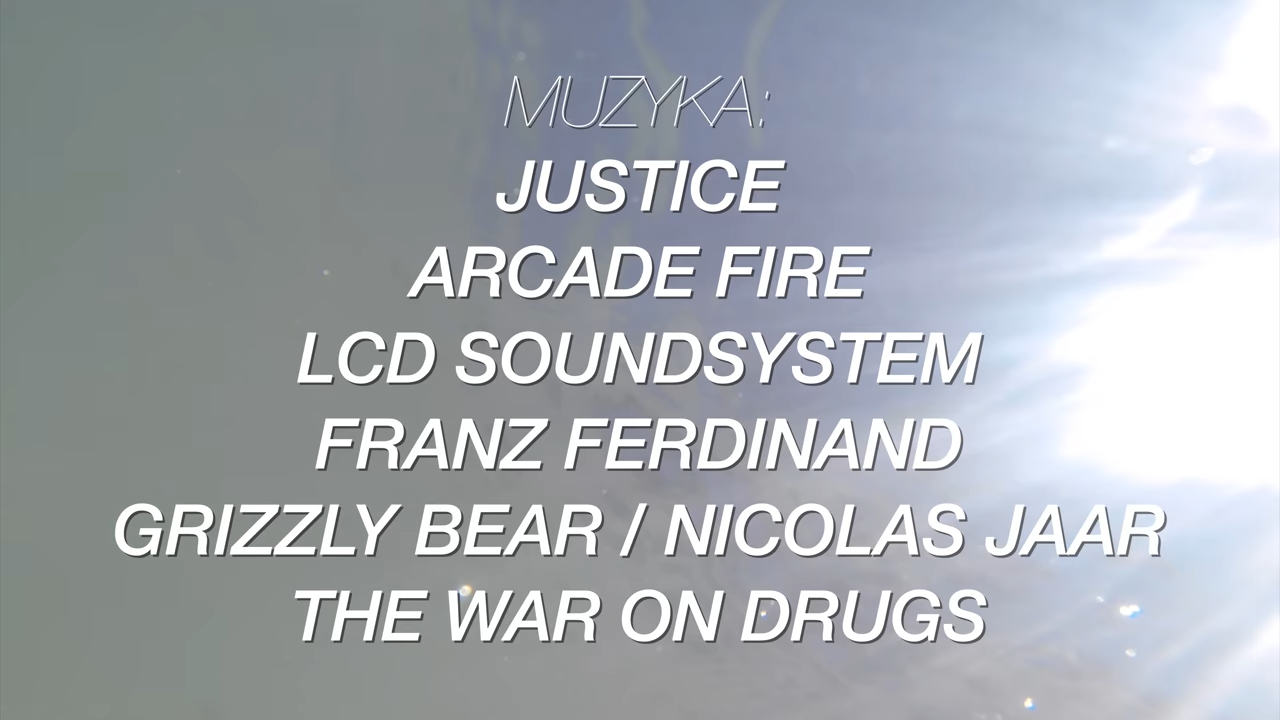 MUZYKA:
JUSTICE
ARCADE FIRE
LCD SOUNDSYSTEM
FRANZ FERDINAND
GRIZZLY BEAR / NICOLAS JAAR
THE WAR ON DRUGS